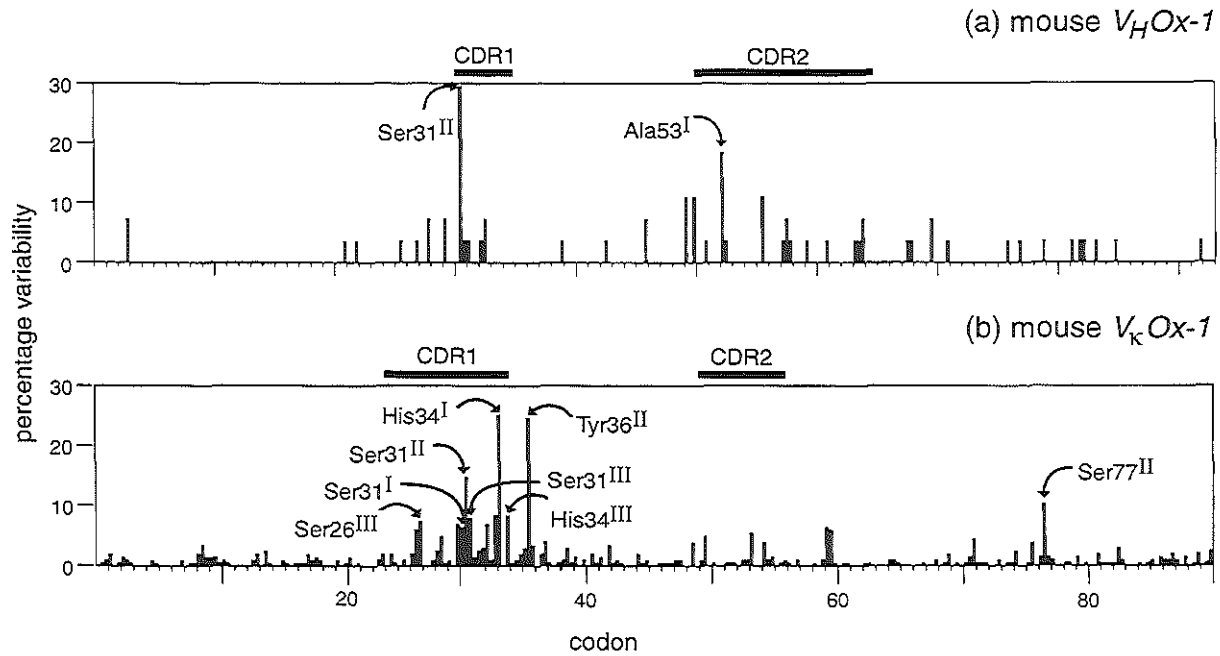 (a) mouse VHOx-1
CDR1
CDR2
30
20
10
0
Ser31II
Ala53I
percentage variability
(b) mouse VκOx-1
CDR1
CDR2
30
20
10
0
His34I
Tyr36II
Ser31II
Ser31I
Ser31III
Ser26III
His34III
Ser77II
20
40
60
80
codon